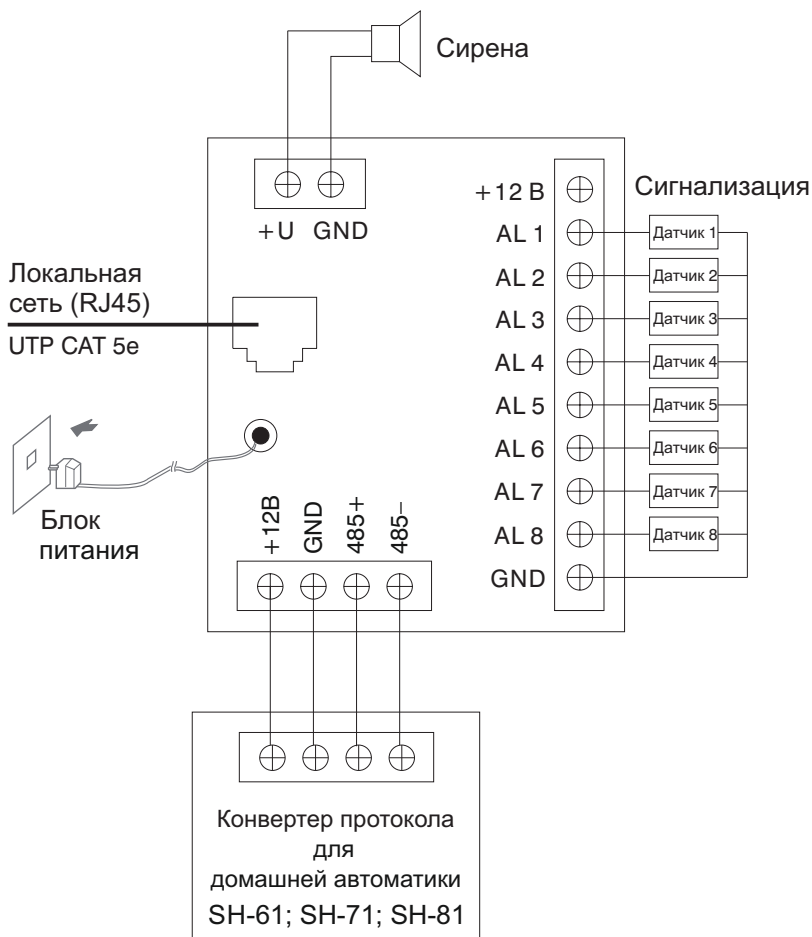 Сирена
+U GND
Локальная
сеть (RJ45)
UTP CAT 5e
Блок
питания
+12 В
Сигнализация
AL 1
Датчик 1
AL 2
Датчик 2
AL 3
Датчик 3
AL 4
Датчик 4
AL 5
Датчик 5
AL 6
Датчик 6
AL 7
Датчик 7
AL 8
Датчик 8
GND
+12В
GND
485+
485–
Конвертер протокола
для
домашней автоматики
SH-61; SH-71; SH-81